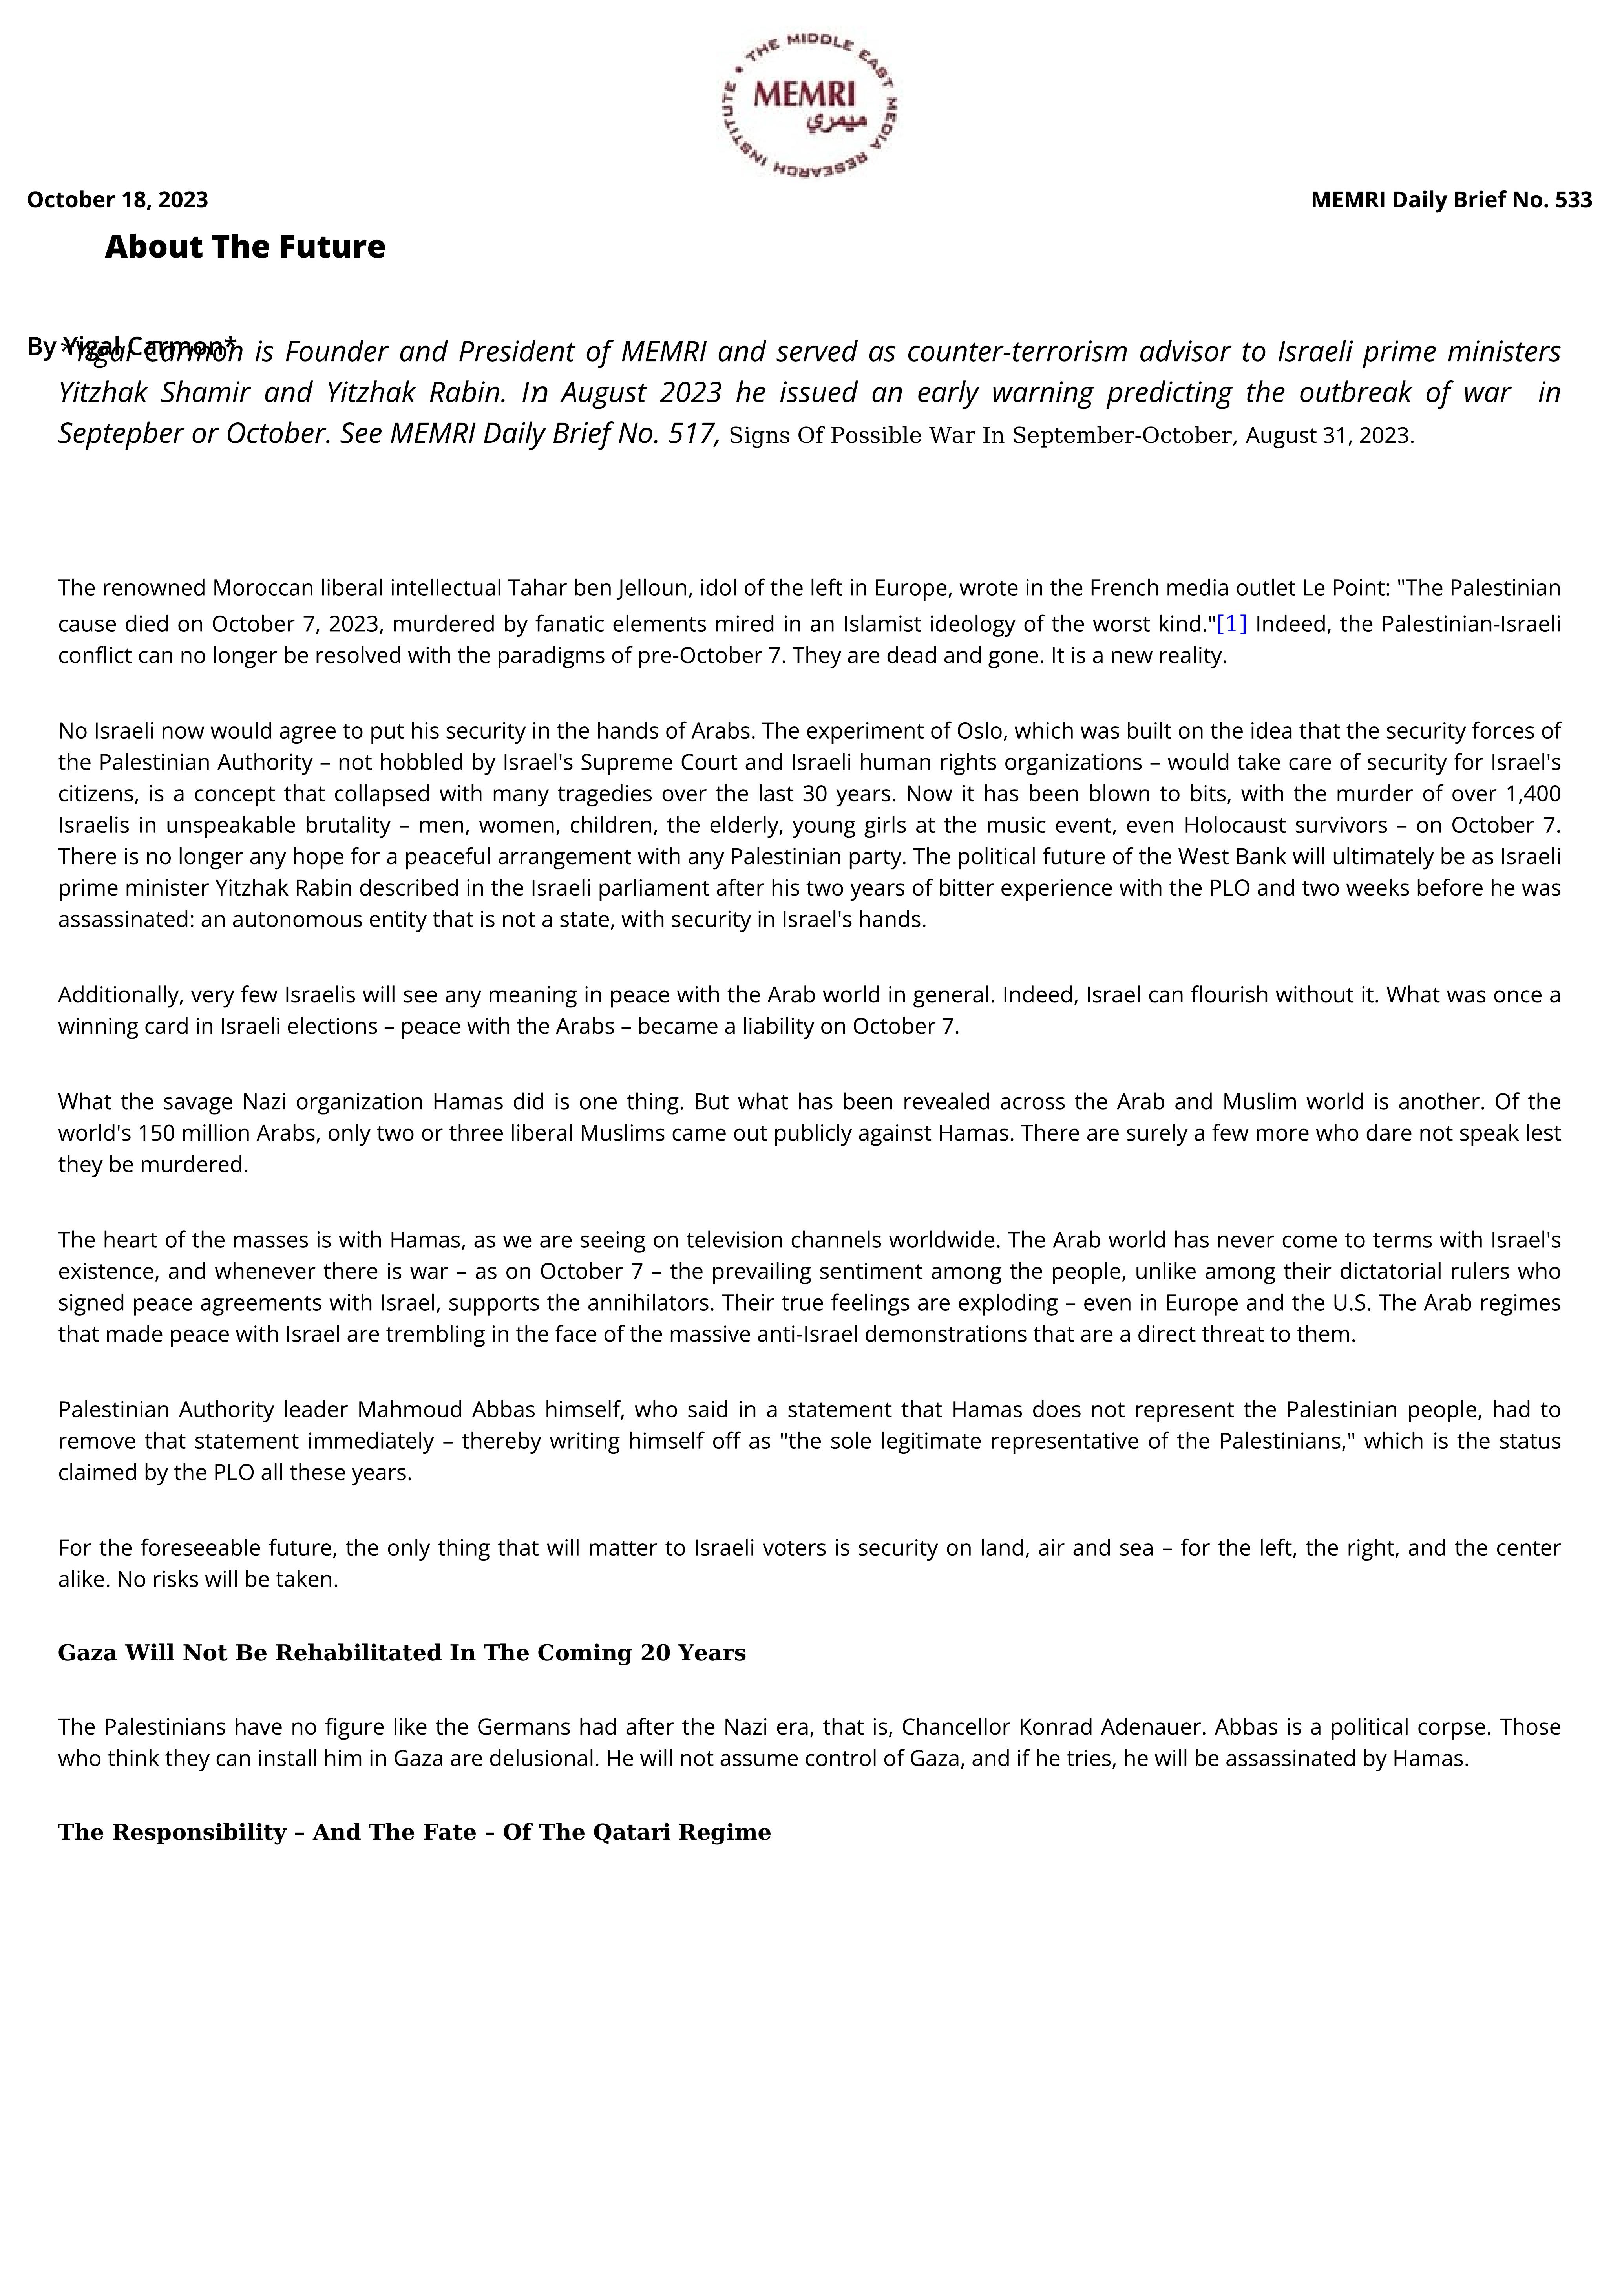 THE MIDDLE EAST MEDIA RESEARCH INSTITUTE •
MEMRI
ميمري
October 18, 2023
MEMRI Daily Brief No. 533
About The Future
By Yigal Carmon*
*Yigal Carmon is Founder and President of MEMRI and served as counter-terrorism advisor to Israeli prime ministers
Yitzhak Shamir and Yitzhak Rabin. In August 2023 he issued an early warning predicting the outbreak of war in
Septepber or October. See MEMRI Daily Brief No. 517, Signs Of Possible War In September-October, August 31, 2023.
The renowned Moroccan liberal intellectual Tahar ben Jelloun, idol of the left in Europe, wrote in the French media outlet Le Point: "The Palestinian
cause died on October 7, 2023, murdered by fanatic elements mired in an Islamist ideology of the worst kind."[1] Indeed, the Palestinian-Israeli
conflict can no longer be resolved with the paradigms of pre-October 7. They are dead and gone. It is a new reality.
No Israeli now would agree to put his security in the hands of Arabs. The experiment of Oslo, which was built on the idea that the security forces of
the Palestinian Authority – not hobbled by Israel's Supreme Court and Israeli human rights organizations – would take care of security for Israel's
citizens, is a concept that collapsed with many tragedies over the last 30 years. Now it has been blown to bits, with the murder of over 1,400
Israelis in unspeakable brutality – men, women, children, the elderly, young girls at the music event, even Holocaust survivors – on October 7.
There is no longer any hope for a peaceful arrangement with any Palestinian party. The political future of the West Bank will ultimately be as Israeli
prime minister Yitzhak Rabin described in the Israeli parliament after his two years of bitter experience with the PLO and two weeks before he was
assassinated: an autonomous entity that is not a state, with security in Israel's hands.
Additionally, very few Israelis will see any meaning in peace with the Arab world in general. Indeed, Israel can flourish without it. What was once a
winning card in Israeli elections – peace with the Arabs – became a liability on October 7.
What the savage Nazi organization Hamas did is one thing. But what has been revealed across the Arab and Muslim world is another. Of the
world's 150 million Arabs, only two or three liberal Muslims came out publicly against Hamas. There are surely a few more who dare not speak lest
they be murdered.
The heart of the masses is with Hamas, as we are seeing on television channels worldwide. The Arab world has never come to terms with Israel's
existence, and whenever there is war – as on October 7 – the prevailing sentiment among the people, unlike among their dictatorial rulers who
signed peace agreements with Israel, supports the annihilators. Their true feelings are exploding – even in Europe and the U.S. The Arab regimes
that made peace with Israel are trembling in the face of the massive anti-Israel demonstrations that are a direct threat to them.
Palestinian Authority leader Mahmoud Abbas himself, who said in a statement that Hamas does not represent the Palestinian people, had to
remove that statement immediately – thereby writing himself off as "the sole legitimate representative of the Palestinians," which is the status
claimed by the PLO all these years.
For the foreseeable future, the only thing that will matter to Israeli voters is security on land, air and sea – for the left, the right, and the center
alike. No risks will be taken.
Gaza Will Not Be Rehabilitated In The Coming 20 Years
The Palestinians have no figure like the Germans had after the Nazi era, that is, Chancellor Konrad Adenauer. Abbas is a political corpse. Those
who think they can install him in Gaza are delusional. He will not assume control of Gaza, and if he tries, he will be assassinated by Hamas.
The Responsibility – And The Fate – Of The Qatari Regime